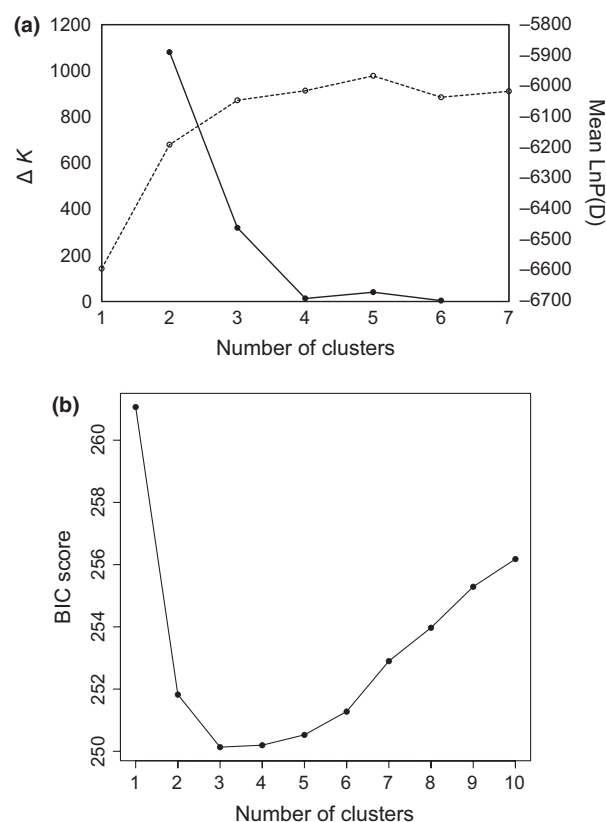 (a)
1200
1000
800
600
400
200
0
Δ K
–5800
–5900
–6000
–6100
–6200
–6300
–6400
–6500
–6600
–6700
Mean LnP(D)
1 2 3 4 5 6 7
Number of clusters
(b)
260
258
256
254
252
250
BIC score
1 2 3 4 5 6 7 8 9 10
Number of clusters